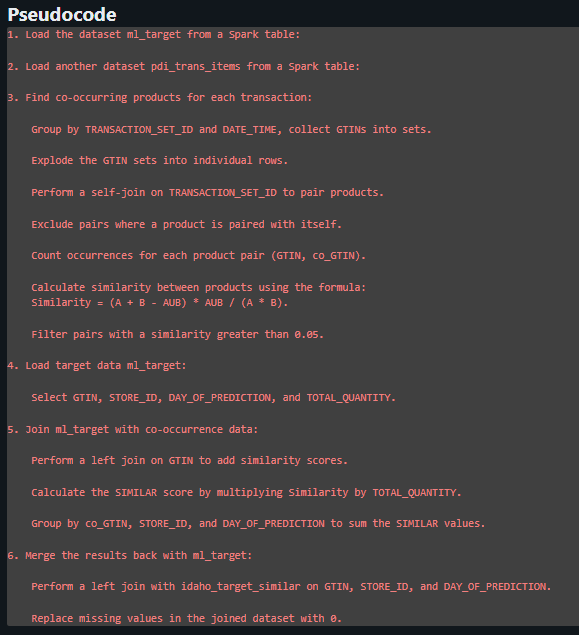 Pseudocode
1. Load the dataset ml_target from a Spark table:
2. Load another dataset pdi_trans_items from a Spark table:
3. Find co-occurring products for each transaction:
Group by TRANSACTION_SET_ID and DATE_TIME, collect GTINs into sets.
Explode the GTIN sets into individual rows.
Perform a self-join on TRANSACTION_SET_ID to pair products.
Exclude pairs where a product is paired with itself.
Count occurrences for each product pair (GTIN, co_GTIN).
Calculate similarity between products using the formula:
Similarity = (A + B - AUB) * AUB / (A * B).
Filter pairs with a similarity greater than 0.05.
4. Load target data ml_target:
Select GTIN, STORE_ID, DAY_OF_PREDICTION, and TOTAL_QUANTITY.
5. Join ml_target with co-occurrence data:
Perform a left join on GTIN to add similarity scores.
Calculate the SIMILAR score by multiplying Similarity by TOTAL_QUANTITY.
Group by co_GTIN, STORE_ID, and DAY_OF_PREDICTION to sum the SIMILAR values.
6. Merge the results back with ml_target:
Perform a left join with idaho_target_similar on GTIN, STORE_ID, and DAY_OF_PREDICTION.
Replace missing values in the joined dataset with 0.